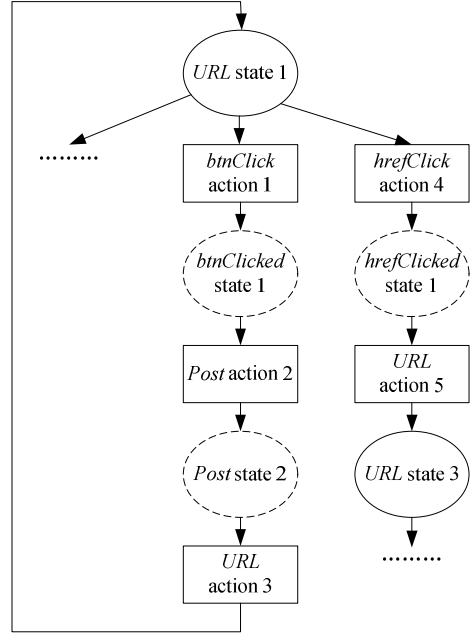 URL state 1
.........
btnClick
action 1
hrefClick
action 4
btnClicked
state 1
hrefClicked
state 1
Post action 2
URL
action 5
Post state 2
URL state 3
URL
action 3
.........